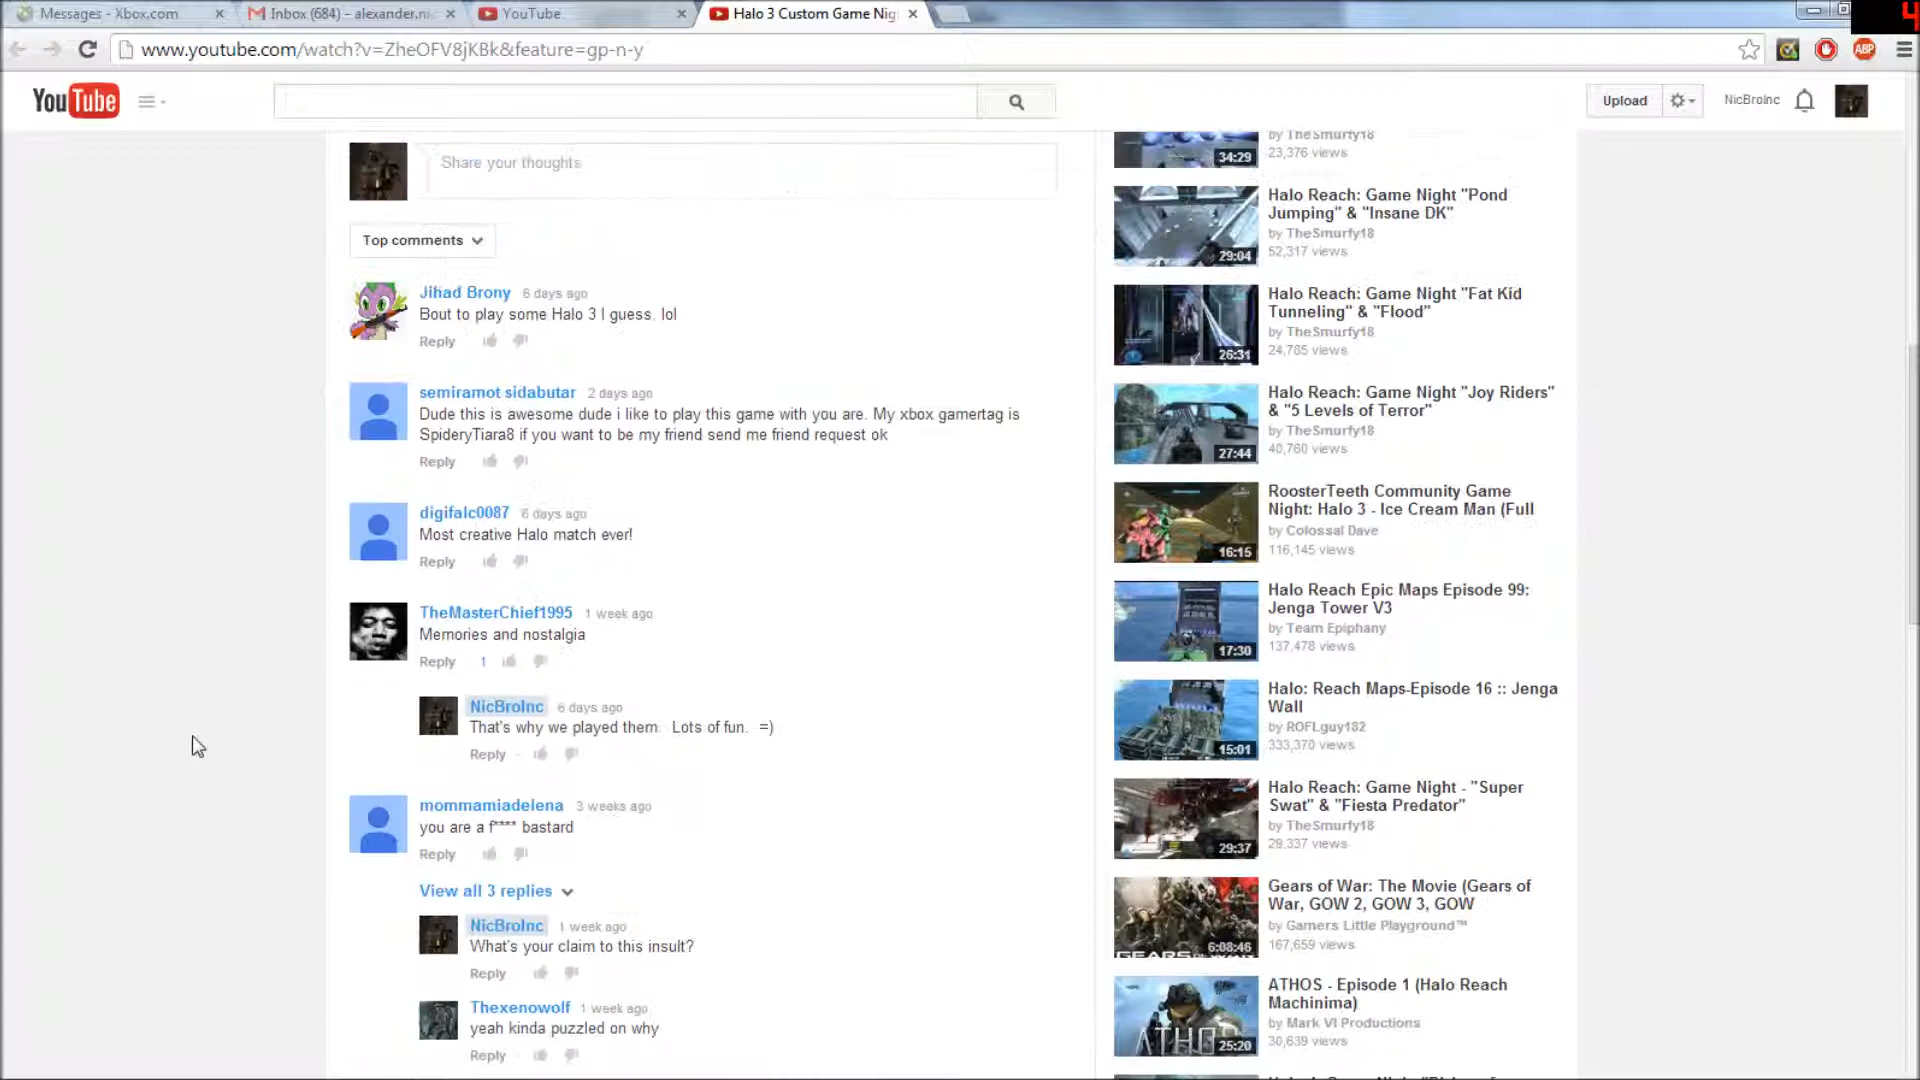 Messages - Xbox.com
Inbox (684) - alexander.nic
YouTube
Halo 3 Custom Game Nig
4
www.youtube.com/watch?v=ZheOFV8jKBk&feature=gp-n-y
ABP
YouTube
Upload
NicBroInc
Share your thoughts
Top comments
Jihad Brony 6 days ago
Bout to play some Halo 3 I guess. lol
Reply
semiramot sidabutar 2 days ago
Dude this is awesome dude i like to play this game with you are. My xbox gamertag is
SpideryTiara8 if you want to be my friend send me friend request ok
Reply
digifalc0087 6 days ago
Most creative Halo match ever!
Reply
TheMasterChief1995 1 week ago
Memories and nostalgia
Reply 1
NicBroInc 6 days ago
That's why we played them. Lots of fun. =)
Reply
mommamiadelena 3 weeks ago
you are a f**** bastard
Reply
View all 3 replies
NicBroInc 1 week ago
What's your claim to this insult?
Reply
Thexenowolf 1 week ago
yeah kinda puzzled on why
Reply
by TheSmurfy18
23,376 views
34:29
Halo Reach: Game Night "Pond
Jumping" & "Insane DK"
by TheSmurfy18
52,317 views
29:04
Halo Reach: Game Night "Fat Kid
Tunneling" & "Flood"
by TheSmurfy18
24,785 views
26:31
Halo Reach: Game Night "Joy Riders"
& "5 Levels of Terror"
by TheSmurfy18
40,760 views
27:44
RoosterTeeth Community Game
Night: Halo 3 - Ice Cream Man (Full
by Colossal Dave
116,145 views
16:15
Halo Reach Epic Maps Episode 99:
Jenga Tower V3
by Team Epiphany
137,478 views
17:30
Halo: Reach Maps-Episode 16 :: Jenga
Wall
by ROFLguy182
333,370 views
15:01
Halo Reach: Game Night - "Super
Swat" & "Fiesta Predator"
by TheSmurfy18
29,337 views
29:37
Gears of War: The Movie (Gears of
War, GOW 2, GOW 3, GOW
by Gamers Little Playground™
167,659 views
6:08:46
ATHOS - Episode 1 (Halo Reach
Machinima)
by Mark VI Productions
30,639 views
25:20